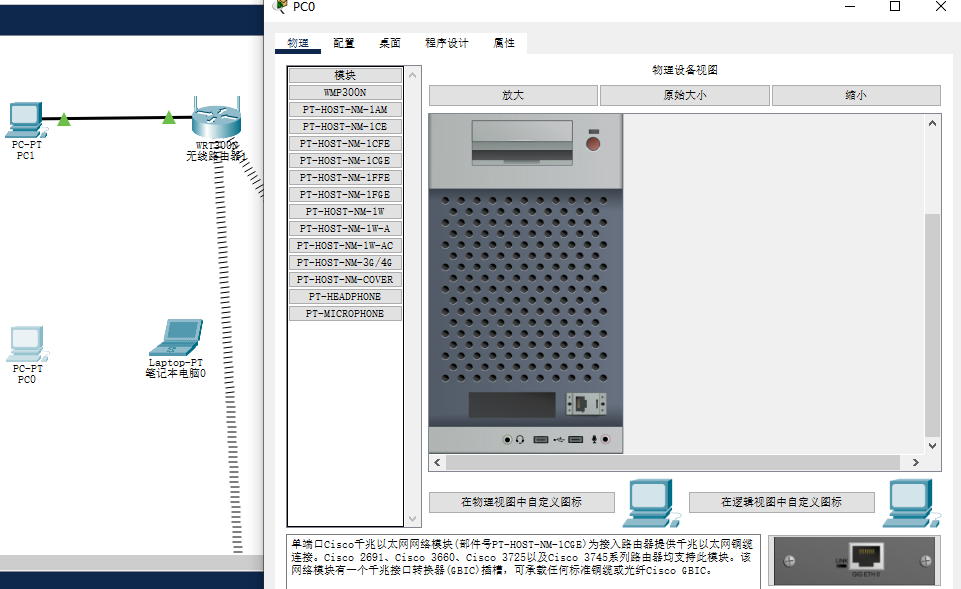 PC0
物理 配置 桌面 程序设计 属性
模块
WMP300N
PT-HOST-NM-1AM
PT-HOST-NM-1CE
PT-HOST-NM-1CFE
PT-HOST-NM-1CGE
PT-HOST-NM-1FFE
PT-HOST-NM-1FGE
PT-HOST-NM-1W
PT-HOST-NM-1W-A
PT-HOST-NM-1W-AC
PT-HOST-NM-3G/4G
PT-HOST-NM-COVER
PT-HEADPHONE
PT-MICROPHONE
物理设备视图
放大 原始大小 缩小
PC-PT
PC1
WRT300N
无线路由器1
PC-PT
PC0
Laptop-PT
笔记本电脑0
在物理视图中自定义图标 在逻辑视图中自定义图标
单端口Cisco千兆以太网网络模块(部件号PT-HOST-NM-1CGE)为接入路由器提供千兆以太网铜缆
连接。Cisco 2691、Cisco 3660、Cisco 3725以及Cisco 3745系列路由器均支持此模块。该
网络模块有一个千兆接口转换器(GBIC)插槽，可承载任何标准铜缆或光纤Cisco GBIC。
LINK
GIG ETH 0